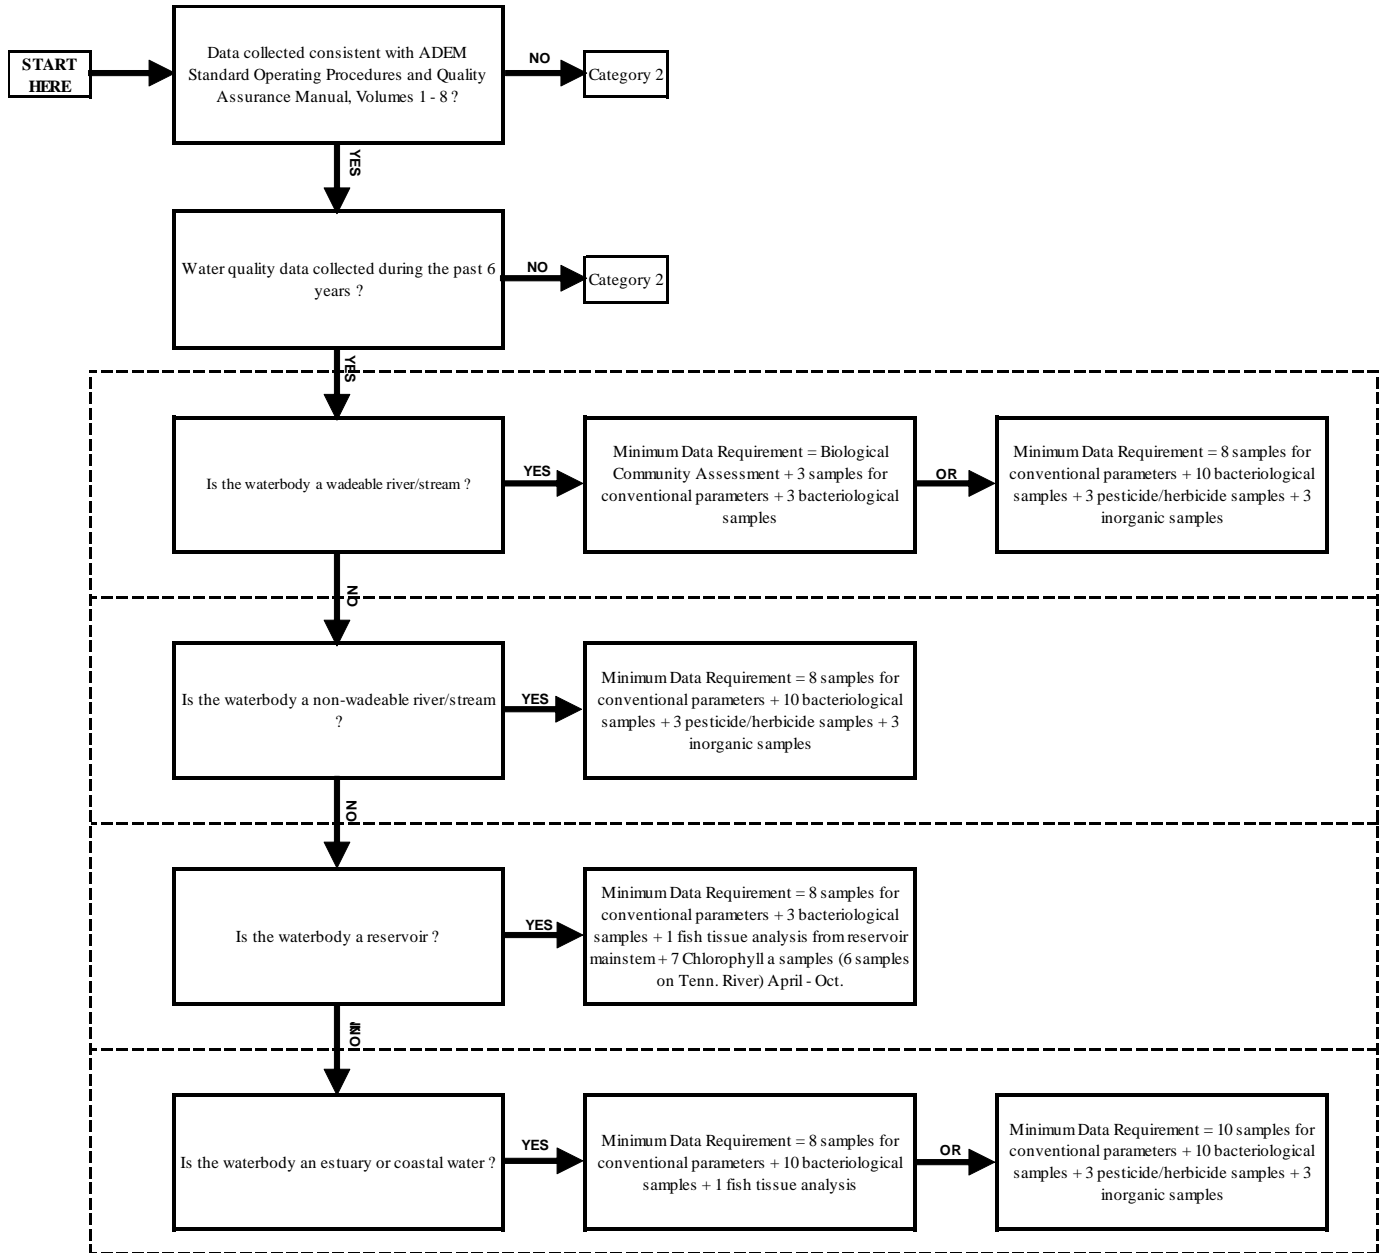 START
HERE
Data collected consistent with ADEM
Standard Operating Procedures and Quality
Assurance Manual, Volumes 1 - 8 ?
NO
Category 2
YES
Water quality data collected during the past 6
years ?
NO
Category 2
YES
Is the waterbody a wadeable river/stream ?
YES
Minimum Data Requirement = Biological
Community Assessment + 3 samples for
conventional parameters + 3 bacteriological
samples
OR
Minimum Data Requirement = 8 samples for
conventional parameters + 10 bacteriological
samples + 3 pesticide/herbicide samples + 3
inorganic samples
NO
Is the waterbody a non-wadeable river/stream
?
YES
Minimum Data Requirement = 8 samples for
conventional parameters + 10 bacteriological
samples + 3 pesticide/herbicide samples + 3
inorganic samples
NO
Is the waterbody a reservoir ?
YES
Minimum Data Requirement = 8 samples for
conventional parameters + 3 bacteriological
samples + 1 fish tissue analysis from reservoir
mainstem + 7 Chlorophyll a samples (6 samples
on Tenn. River) April - Oct.
NO
Is the waterbody an estuary or coastal water ?
YES
Minimum Data Requirement = 8 samples for
conventional parameters + 10 bacteriological
samples + 1 fish tissue analysis
OR
Minimum Data Requirement = 10 samples for
conventional parameters + 10 bacteriological
samples + 3 pesticide/herbicide samples + 3
inorganic samples